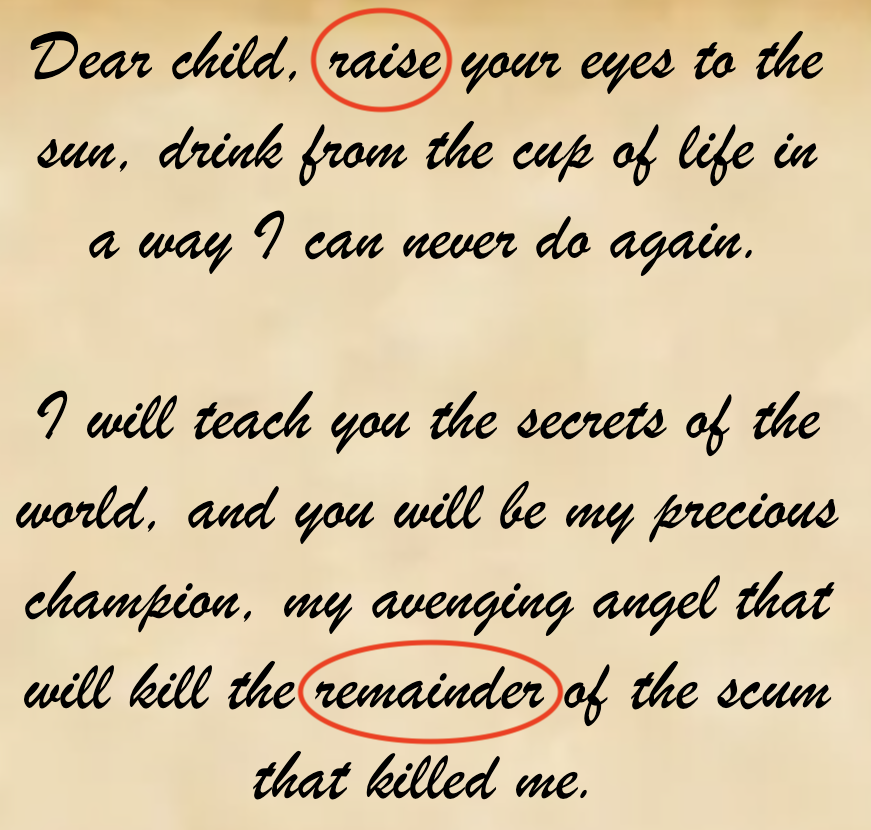 Dear child, raise your eyes to the
sun, drink from the cup of life in
a way I can never do again.
I will teach you the secrets of the
world, and you will be my precious
champion, my avenging angel that
will kill the remainder of the scum
that killed me.